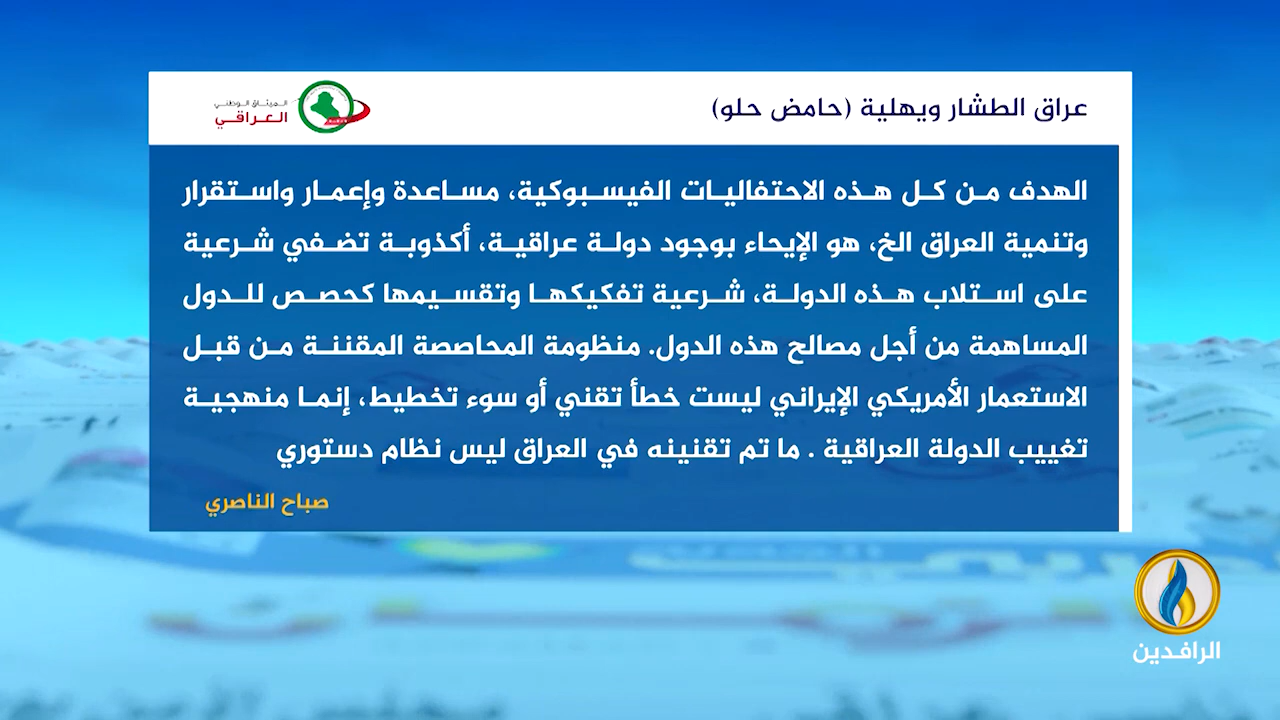 عراق الطشار ويهلية (حامض حلو)
الميثاق الوطني
العراقي
الهدف من كل هذه الاحتفاليات الفيسبوكية، مساعدة وإعمار واستقرار
وتنمية العراق الخ، هو الإيحاء بوجود دولة عراقية، أكذوبة تضفي شرعية
على استلاب هذه الدولة، شرعية تفكيكها وتقسيمها كحصص للدول
المساهمة من أجل مصالح هذه الدول. منظومة المحاصصة المقننة من قبل
الاستعمار الأمريكي الإيراني ليست خطأ تقني أو سوء تخطيط، إنما منهجية
تغييب الدولة العراقية . ما تم تقنينه في العراق ليس نظام دستوري
صباح الناصري
الرافدين